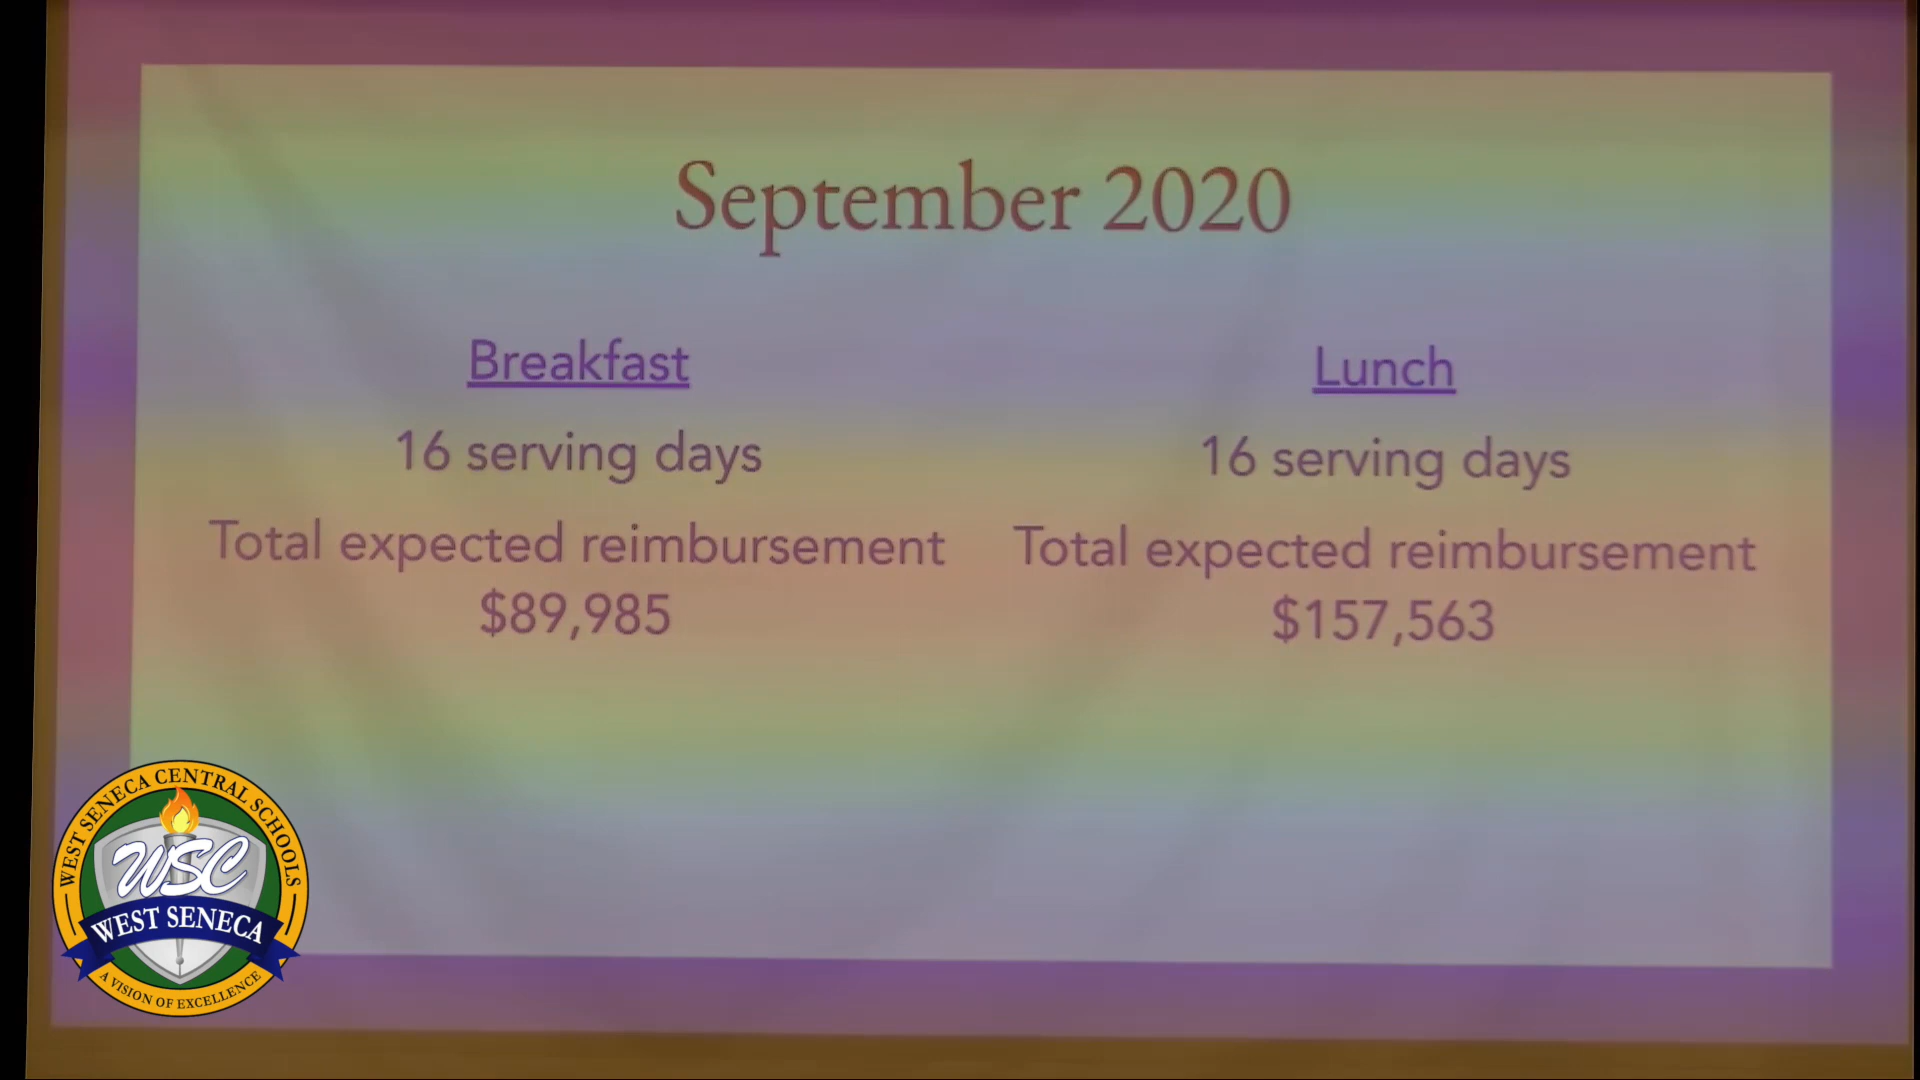 September 2020
Breakfast
16 serving days
Total expected reimbursement
$89,985
Lunch
16 serving days
Total expected reimbursement
$157,563
WEST SENECA CENTRAL SCHOOLS
WSC
WEST SENECA
A VISION OF EXCELLENCE